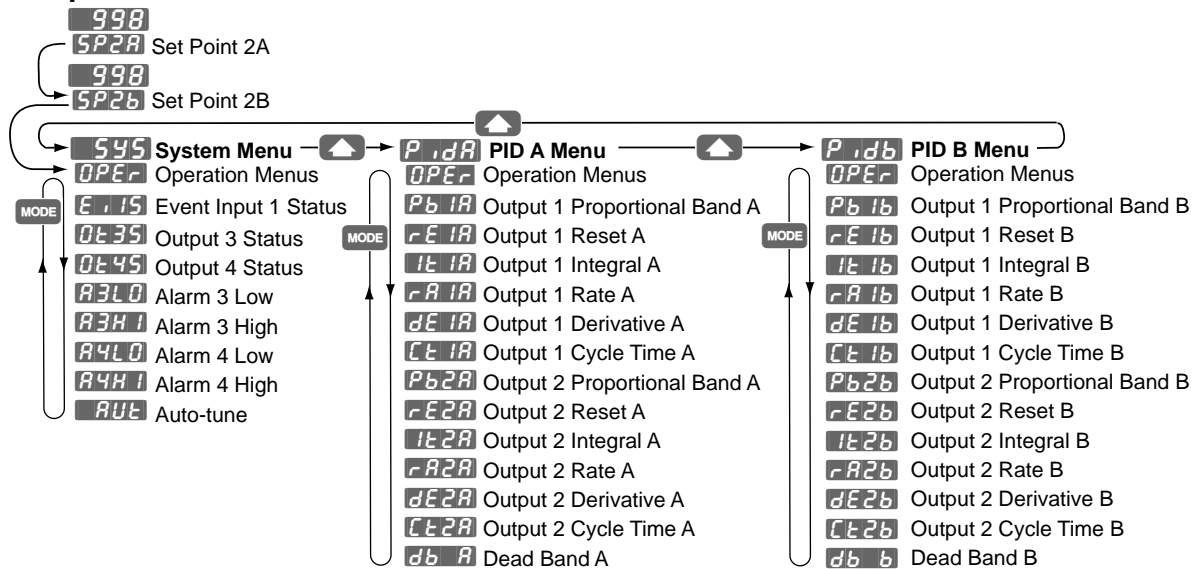 998
SP2A Set Point 2A
998
SP2b Set Point 2B
SYS System Menu
OPEr Operation Menus
MODE
Ei1S Event Input 1 Status
Ot3S Output 3 Status
Ot4S Output 4 Status
A3LO Alarm 3 Low
A3HI Alarm 3 High
A4LO Alarm 4 Low
A4HI Alarm 4 High
AUt Auto-tune
PidA PID A Menu
OPEr Operation Menus
Pb1A Output 1 Proportional Band A
MODE
rE1A Output 1 Reset A
It1A Output 1 Integral A
rA1A Output 1 Rate A
dE1A Output 1 Derivative A
Ct1A Output 1 Cycle Time A
Pb2A Output 2 Proportional Band A
rE2A Output 2 Reset A
It2A Output 2 Integral A
rA2A Output 2 Rate A
dE2A Output 2 Derivative A
Ct2A Output 2 Cycle Time A
db A Dead Band A
Pidb PID B Menu
OPEr Operation Menus
Pb1b Output 1 Proportional Band B
MODE
rE1b Output 1 Reset B
It1b Output 1 Integral B
rA1b Output 1 Rate B
dE1b Output 1 Derivative B
Ct1b Output 1 Cycle Time B
Pb2b Output 2 Proportional Band B
rE2b Output 2 Reset B
It2b Output 2 Integral B
rA2b Output 2 Rate B
dE2b Output 2 Derivative B
Ct2b Output 2 Cycle Time B
db b Dead Band B